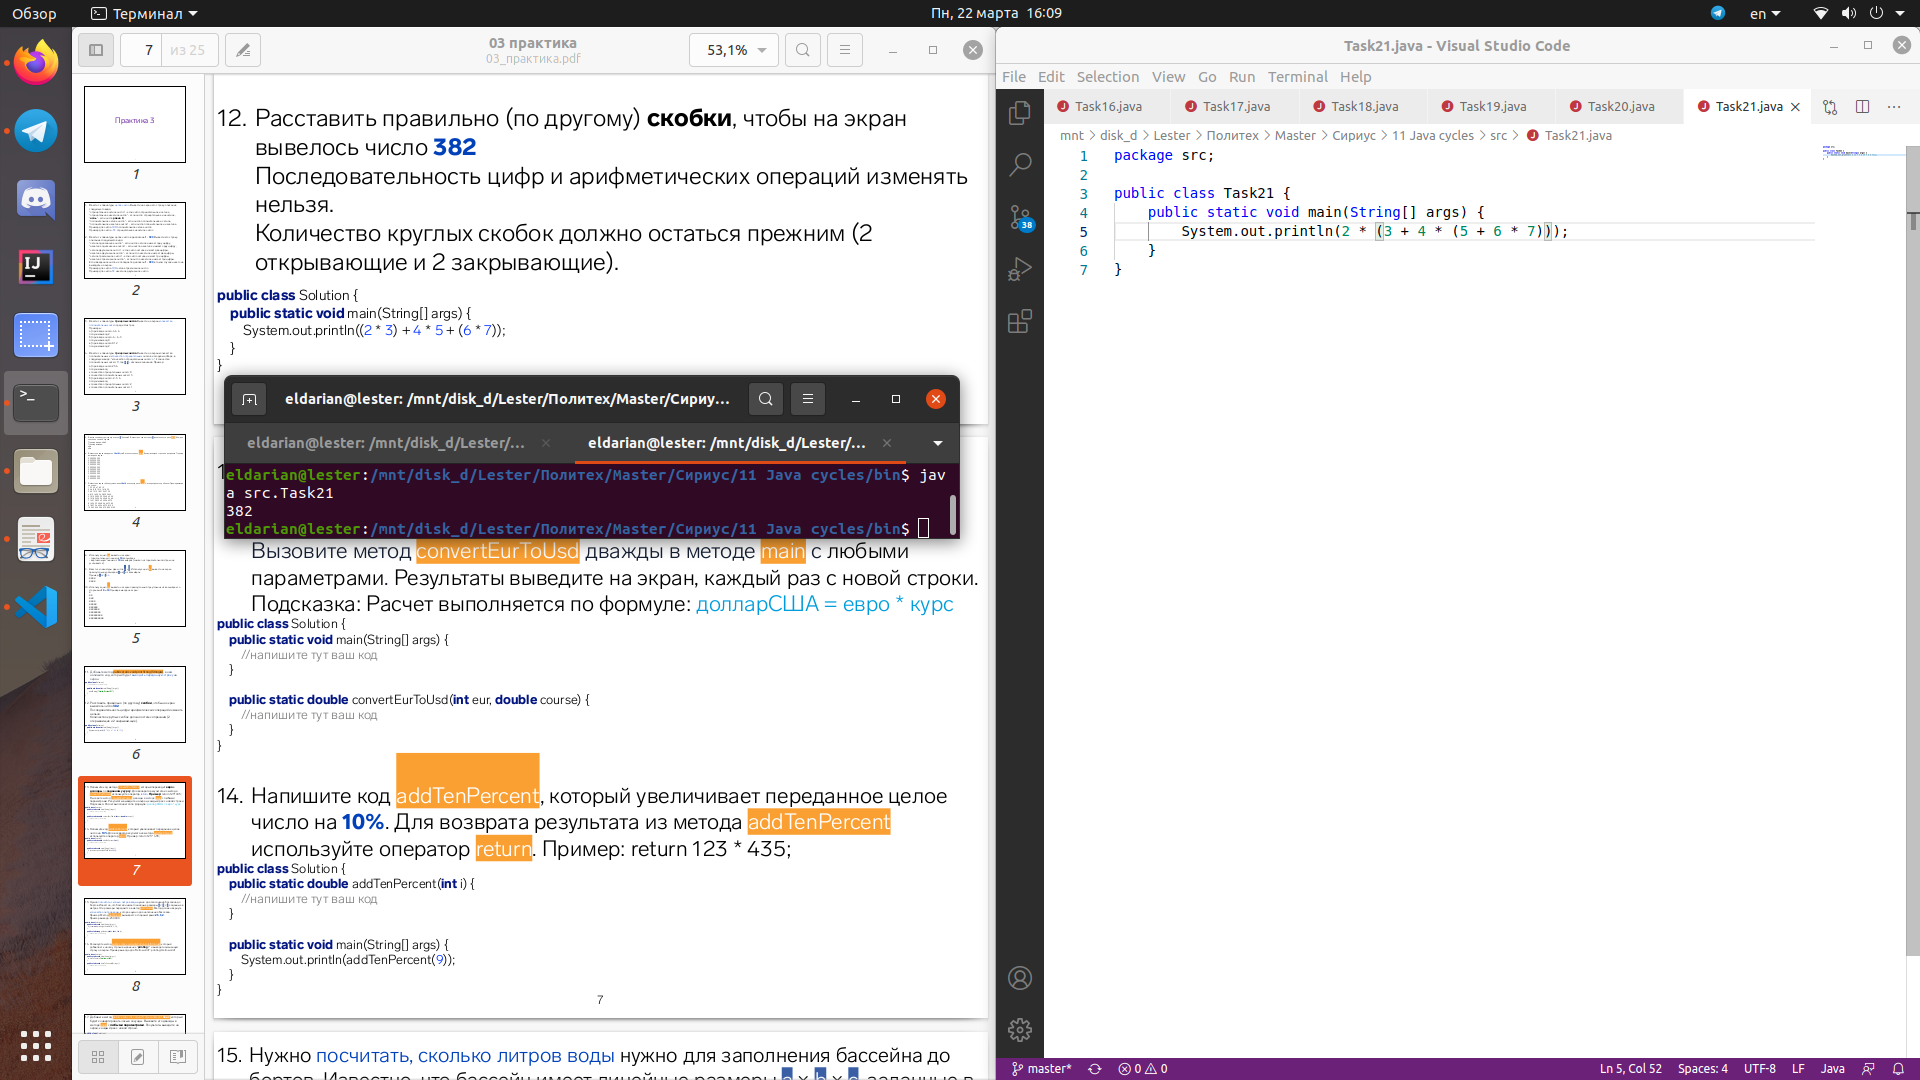 Обзор
Терминал
Пн, 22 марта 16:09
en
7
из 25
03 практика
03_практика.pdf
53,1%
Практика 3
1
2
3
4
5
6
7
8
12. Расставить правильно (по другому) скобки, чтобы на экран
вывелось число 382
Последовательность цифр и арифметических операций изменять
нельзя.
Количество круглых скобок должно остаться прежним (2
открывающие и 2 закрывающие).
public class Solution {
public static void main(String[] args) {
System.out.println((2 * 3) + 4 * 5 + (6 * 7));
}
}
eldarian@lester: /mnt/disk_d/Lester/Политех/Master/Сириу...
eldarian@lester: /mnt/disk_d/Lester/...
eldarian@lester: /mnt/disk_d/Lester/...
eldarian@lester:/mnt/disk_d/Lester/Политех/Master/Сириус/11 Java cycles/bin$ jav
a src.Task21
382
eldarian@lester:/mnt/disk_d/Lester/Политех/Master/Сириус/11 Java cycles/bin$
Вызовите метод convertEurToUsd дважды в методе main с любыми
параметрами. Результаты выведите на экран, каждый раз с новой строки.
Подсказка: Расчет выполняется по формуле: долларСША = евро * курс
public class Solution {
public static void main(String[] args) {
//напишите тут ваш код
}
public static double convertEurToUsd(int eur, double course) {
//напишите тут ваш код
}
}
14. Напишите код addTenPercent, который увеличивает переданное целое
число на 10%. Для возврата результата из метода addTenPercent
используйте оператор return. Пример: return 123 * 435;
public class Solution {
public static double addTenPercent(int i) {
//напишите тут ваш код
}
public static void main(String[] args) {
System.out.println(addTenPercent(9));
}
}
7
15. Нужно посчитать, сколько литров воды нужно для заполнения бассейна до
бортов. Известно, что бассейн имеет линейные размеры a × b × c, заданные в
Task21.java - Visual Studio Code
File Edit Selection View Go Run Terminal Help
Task16.java
Task17.java
Task18.java
Task19.java
Task20.java
Task21.java
mnt > disk_d > Lester > Политех > Master > Сириус > 11 Java cycles > src > Task21.java
1 package src;
2
3 public class Task21 {
4 public static void main(String[] args) {
5 System.out.println(2 * (3 + 4 * (5 + 6 * 7)));
6 }
7 }
38
master*
0
0
Ln 5, Col 52
Spaces: 4
UTF-8
LF
Java